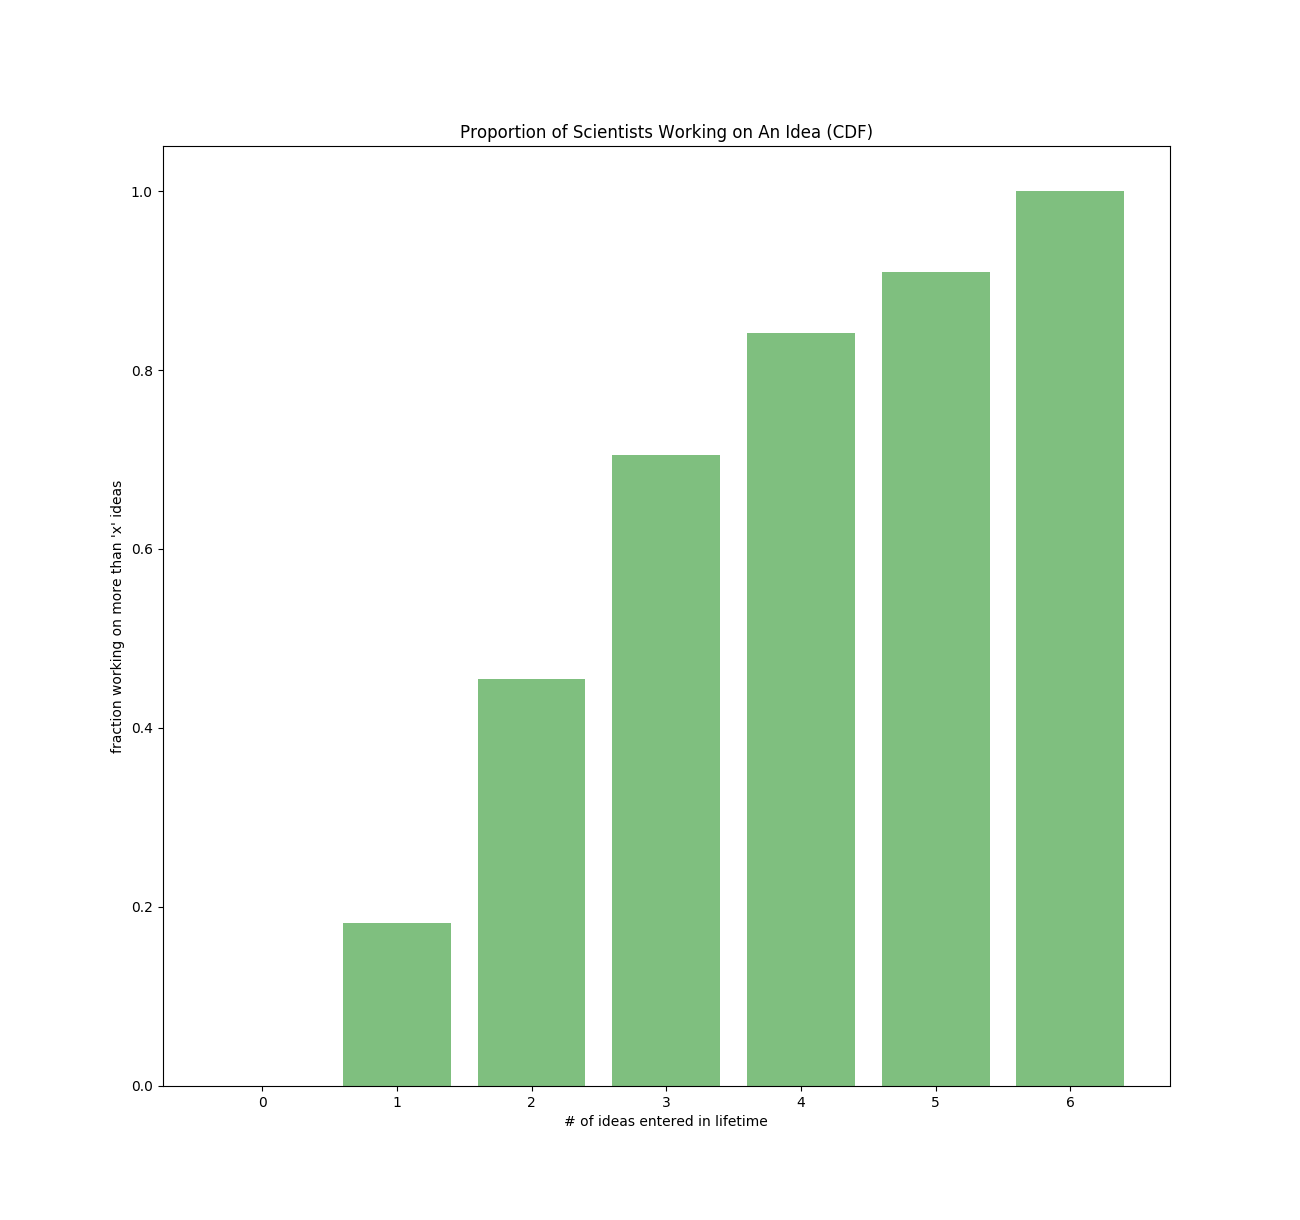 Proportion of Scientists Working on An Idea (CDF)
fraction working on more than 'x' ideas
1.0
0.8
0.6
0.4
0.2
0.0
0 1 2 3 4 5 6
# of ideas entered in lifetime